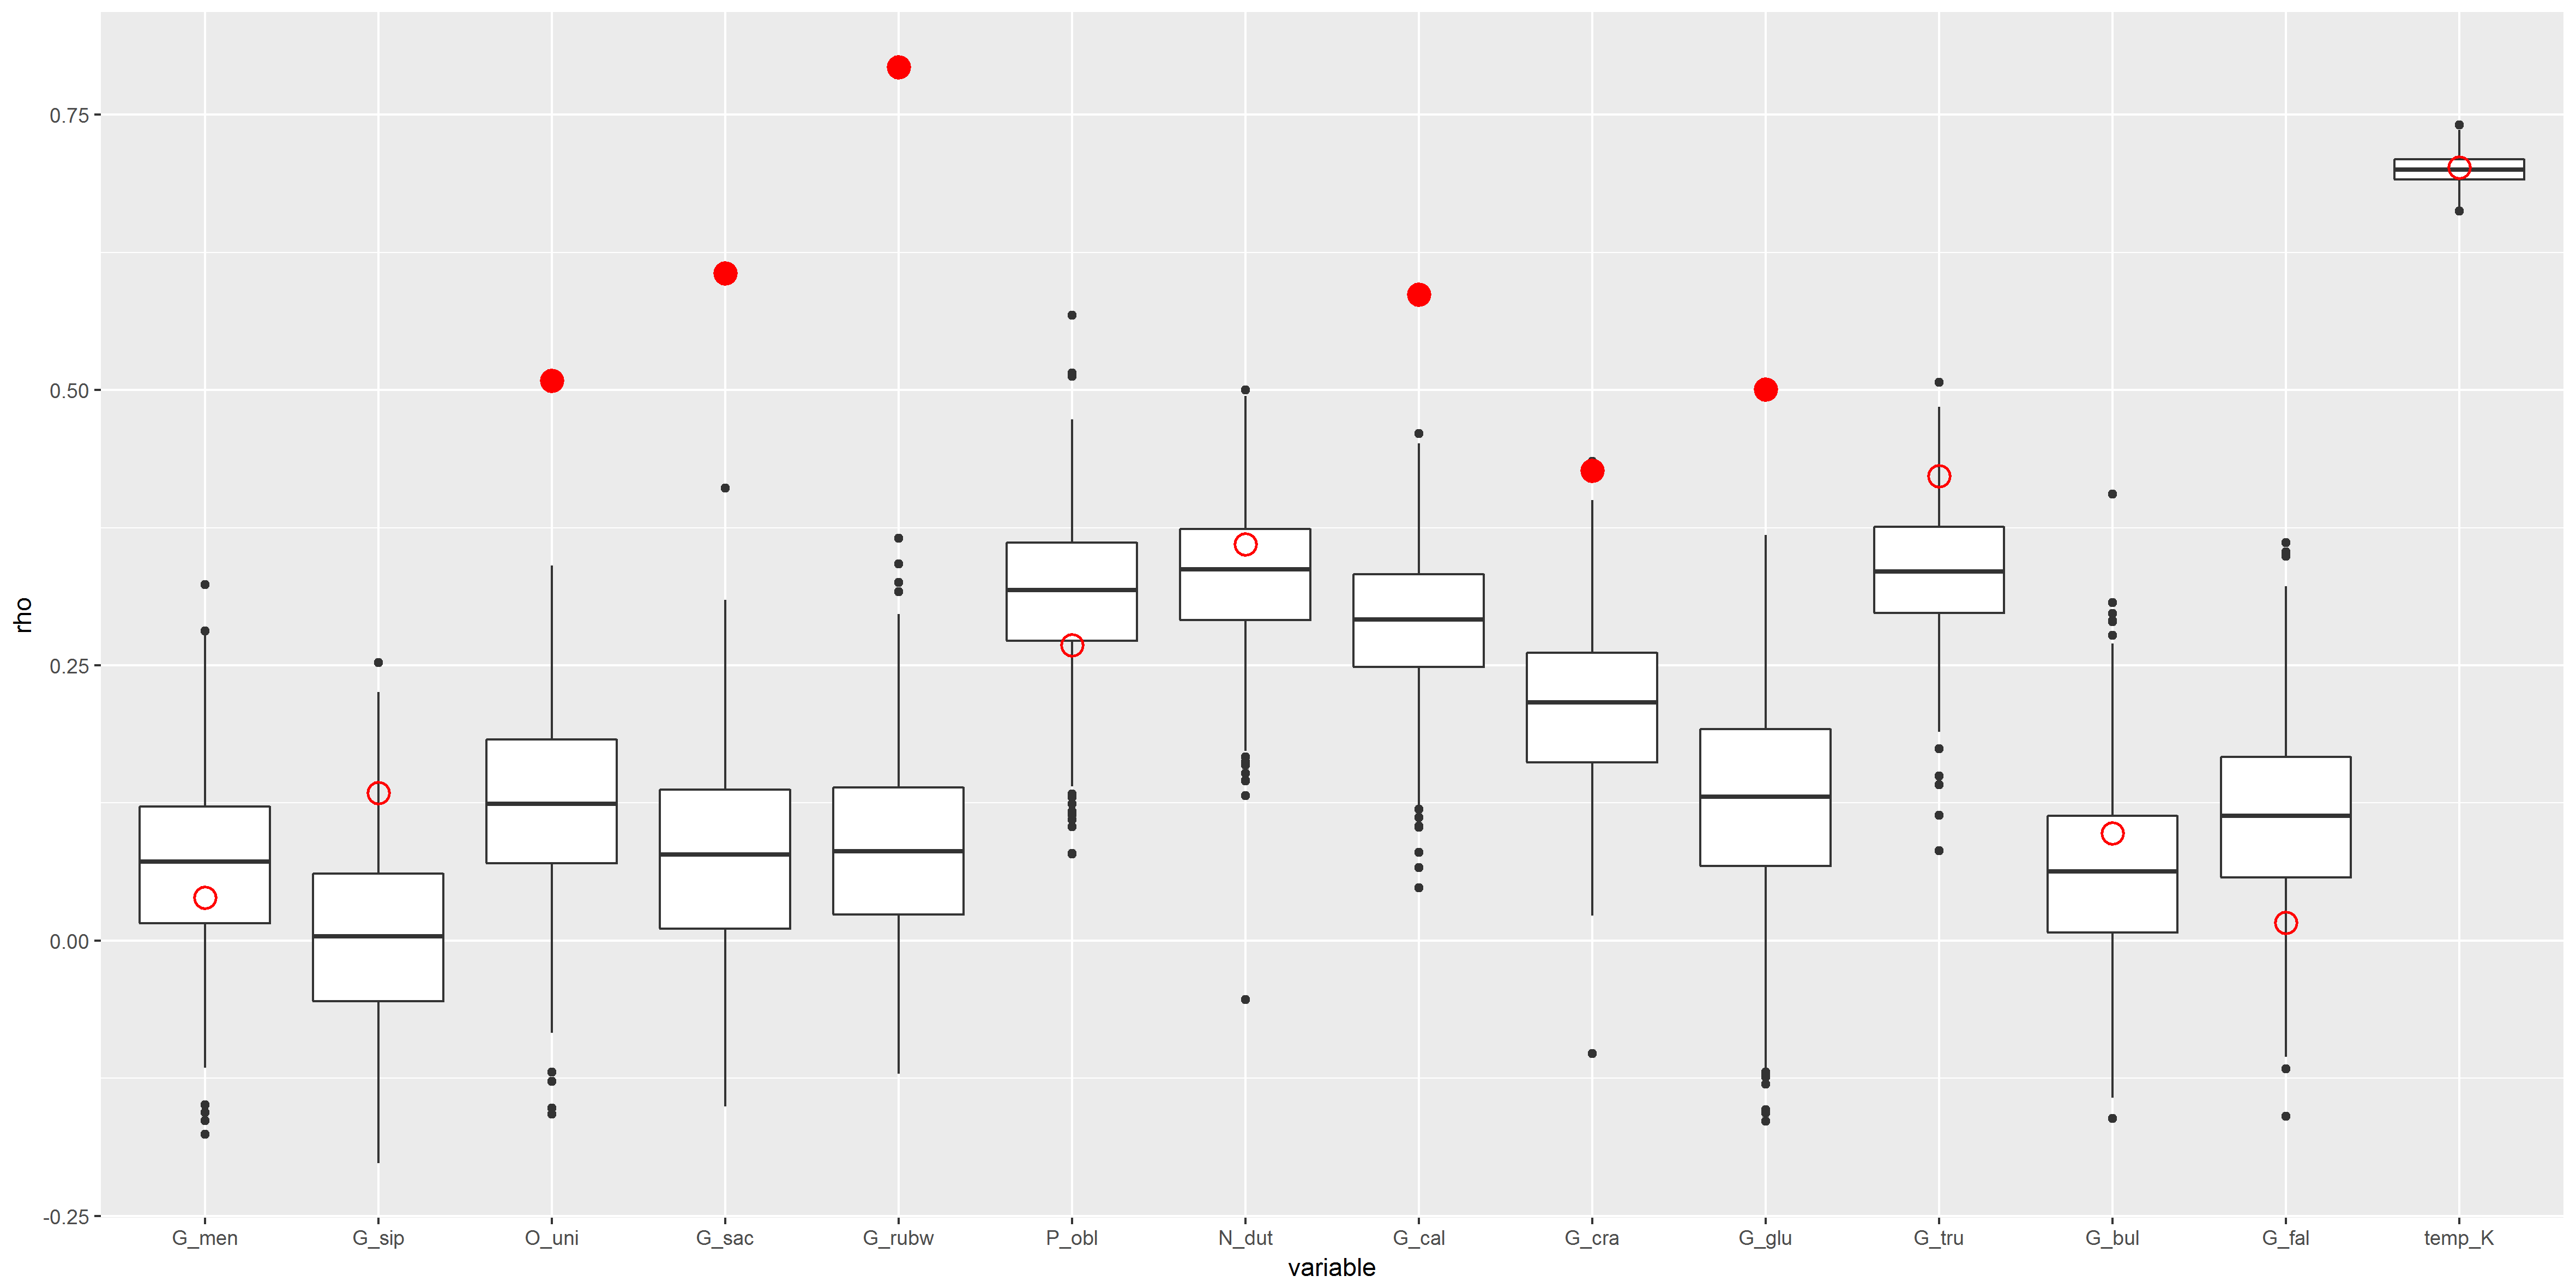 0.75
0.50
0.25
0.00
-0.25
rho
G_men G_sip O_uni G_sac G_rubw P_obl N_dut G_cal G_cra G_glu G_tru G_bul G_fal temp_K
variable